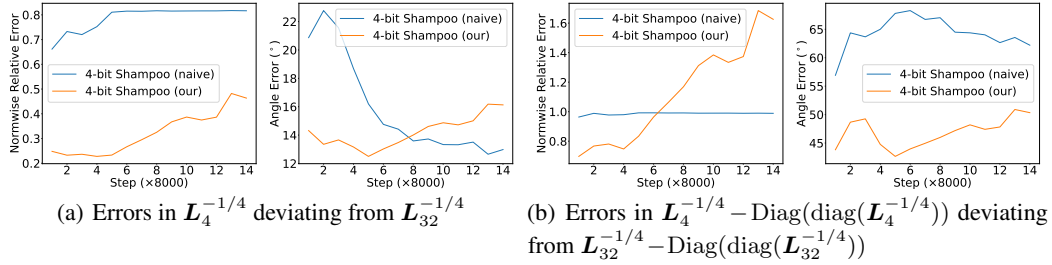 0.8
0.7
0.6
0.5
0.4
0.3
0.2
Normwise Relative Error
4-bit Shampoo (naive)
4-bit Shampoo (our)
2 4 6 8 10 12 14
Step (×8000)
22
20
18
16
14
12
Angle Error (°)
4-bit Shampoo (naive)
4-bit Shampoo (our)
2 4 6 8 10 12 14
Step (×8000)
1.6
1.4
1.2
1.0
0.8
Normwise Relative Error
4-bit Shampoo (naive)
4-bit Shampoo (our)
2 4 6 8 10 12 14
Step (×8000)
65
60
55
50
45
Angle Error (°)
4-bit Shampoo (naive)
4-bit Shampoo (our)
2 4 6 8 10 12 14
Step (×8000)
(a) Errors in L_4^{-1/4} deviating from L_{32}^{-1/4}
(b) Errors in L_4^{-1/4} − Diag(diag(L_4^{-1/4})) deviating
from L_{32}^{-1/4} − Diag(diag(L_{32}^{-1/4}))